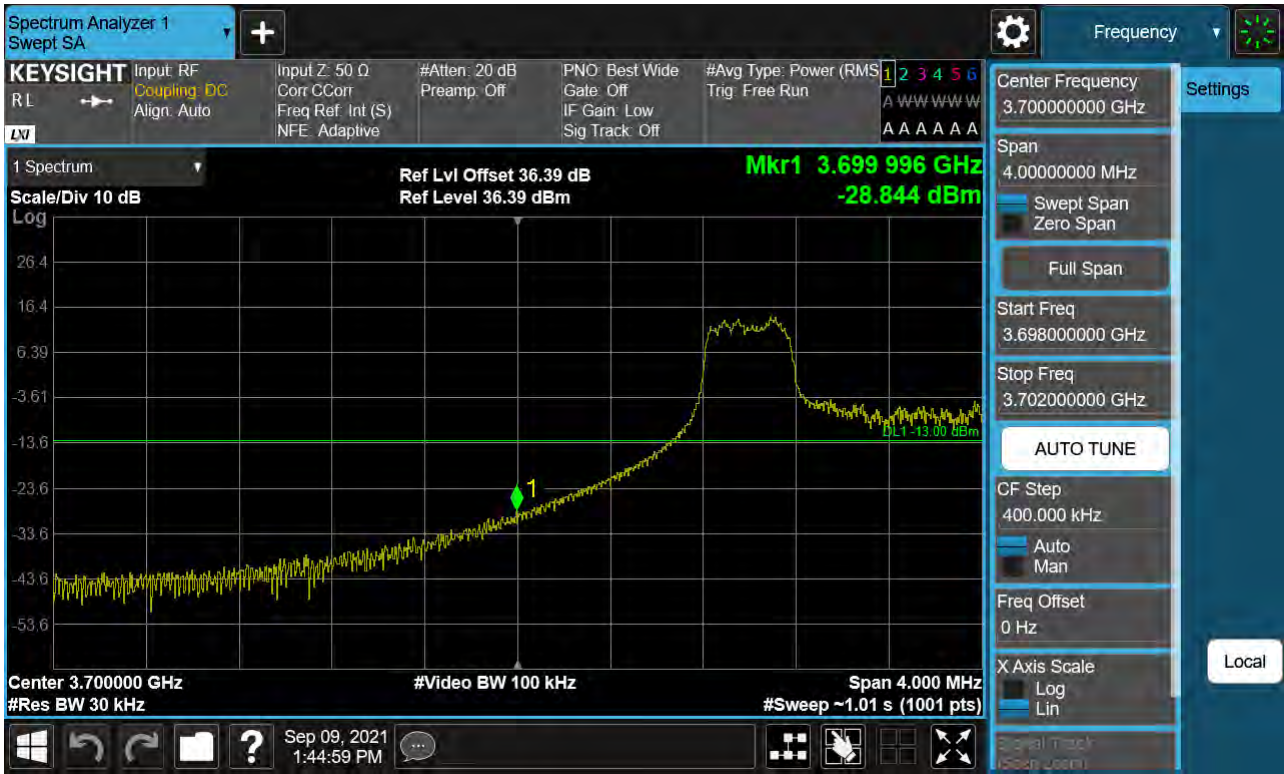 Spectrum Analyzer 1
Swept SA
+
Frequency
KEYSIGHT
RL
LXI
Input: RF
Coupling: DC
Align: Auto
Input Z: 50 Ω
Corr CCorr
Freq Ref: Int (S)
NFE: Adaptive
#Atten: 20 dB
Preamp: Off
PNO: Best Wide
Gate: Off
IF Gain: Low
Sig Track: Off
#Avg Type: Power (RMS
Trig: Free Run
1 2 3 4 5 6
A W W W W W
A A A A A A
1 Spectrum
Scale/Div 10 dB
Log
Ref Lvl Offset 36.39 dB
Ref Level 36.39 dBm
Mkr1 3.699 996 GHz
-28.844 dBm
26.4
16.4
6.39
-3.61
-13.6
-23.6
-33.6
-43.6
-53.6
DL1 -13.00 dBm
1
Center 3.700000 GHz
#Res BW 30 kHz
#Video BW 100 kHz
Span 4.000 MHz
#Sweep ~1.01 s (1001 pts)
Center Frequency
3.700000000 GHz
Span
4.00000000 MHz
Swept Span
Zero Span
Full Span
Start Freq
3.698000000 GHz
Stop Freq
3.702000000 GHz
AUTO TUNE
CF Step
400.000 kHz
Auto
Man
Freq Offset
0 Hz
X Axis Scale
Log
Lin
Signal Track
(Span Zoom)
Settings
Local
?
Sep 09, 2021
1:44:59 PM